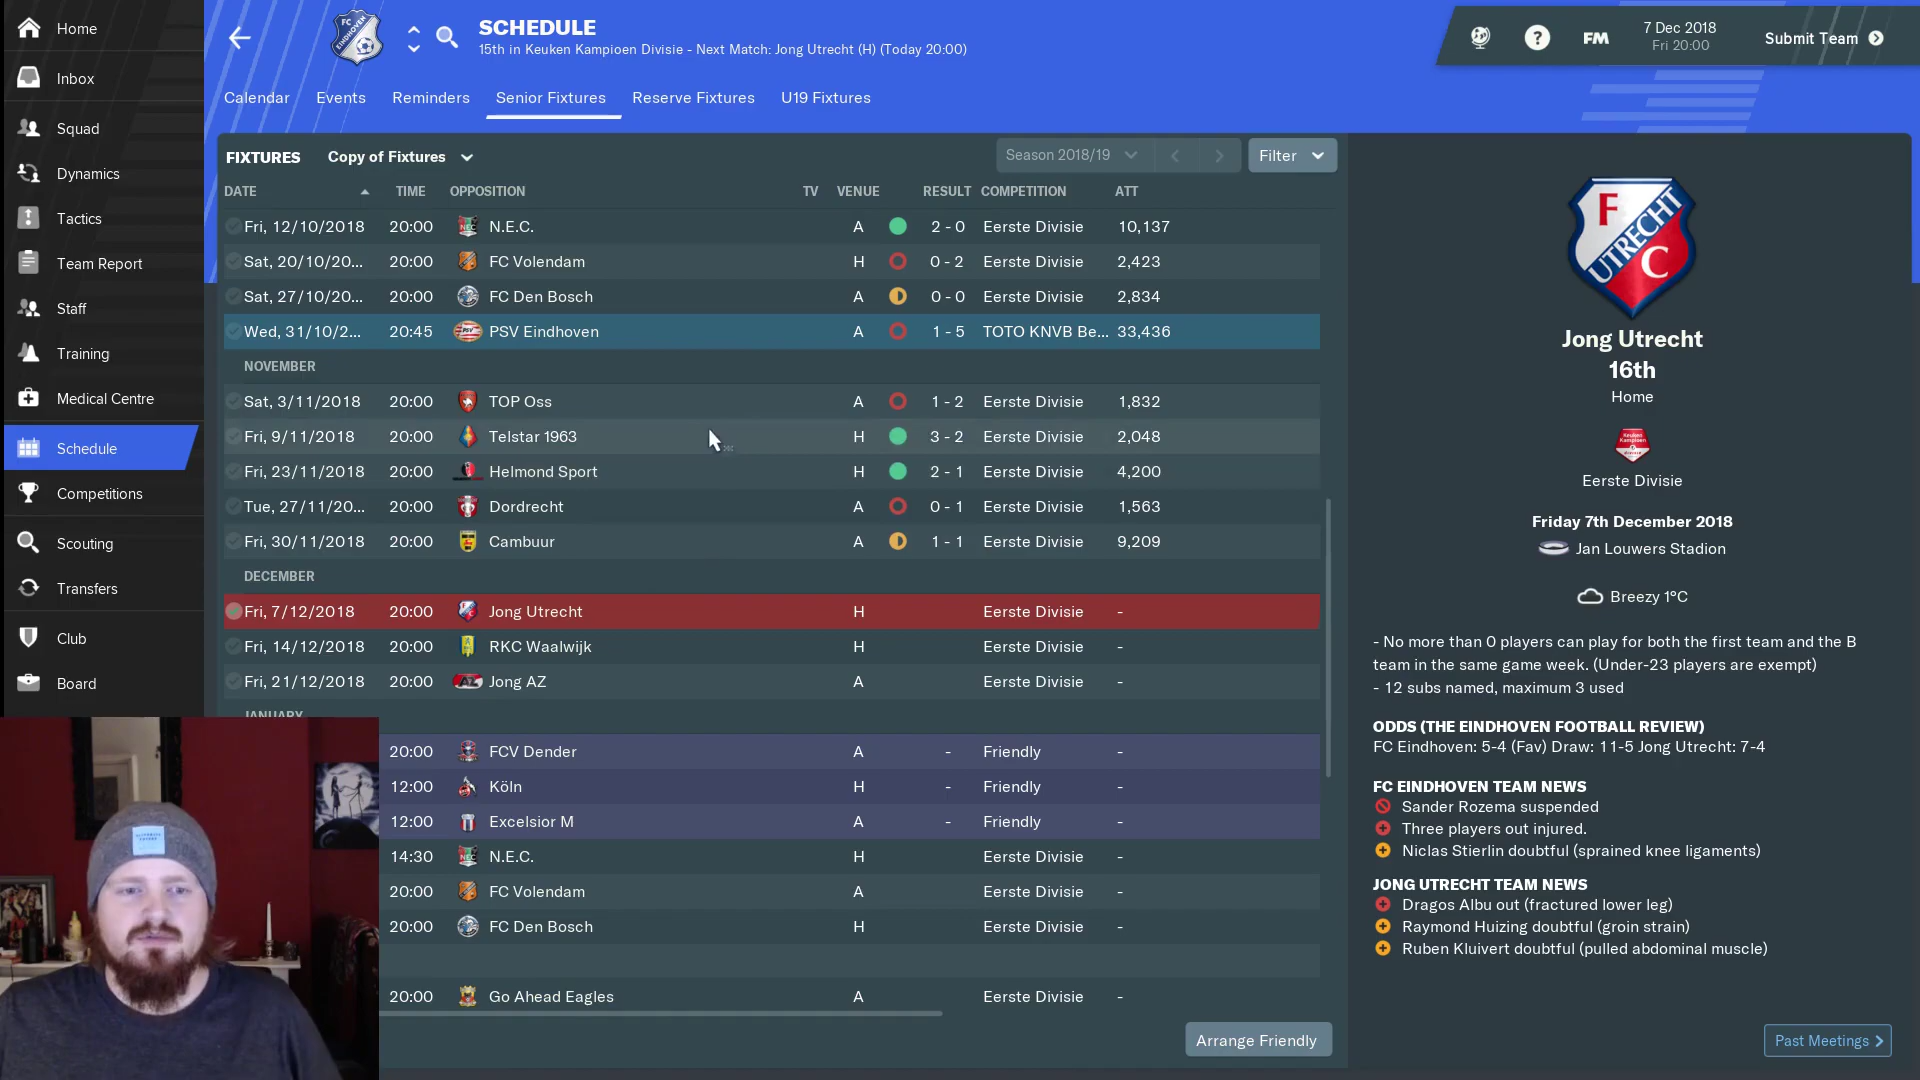 Home
Inbox
Squad
Dynamics
Tactics
Team Report
Staff
Training
Medical Centre
Schedule
Competitions
Scouting
Transfers
Club
Board
FC
EINDHOVEN
SCHEDULE
15th in Keuken Kampioen Divisie - Next Match: Jong Utrecht (H) (Today 20:00)
FM
7 Dec 2018
Fri 20:00
Submit Team
Calendar Events Reminders Senior Fixtures Reserve Fixtures U19 Fixtures
FIXTURES Copy of Fixtures Season 2018/19 Filter
DATE TIME OPPOSITION TV VENUE RESULT COMPETITION ATT
Fri, 12/10/2018 20:00 N.E.C. A 2 - 0 Eerste Divisie 10,137
Sat, 20/10/20... 20:00 FC Volendam H 0 - 2 Eerste Divisie 2,423
Sat, 27/10/20... 20:00 FC Den Bosch A 0 - 0 Eerste Divisie 2,834
Wed, 31/10/2... 20:45 PSV Eindhoven A 1 - 5 TOTO KNVB Be... 33,436
NOVEMBER
Sat, 3/11/2018 20:00 TOP Oss A 1 - 2 Eerste Divisie 1,832
Fri, 9/11/2018 20:00 Telstar 1963 H 3 - 2 Eerste Divisie 2,048
Fri, 23/11/2018 20:00 Helmond Sport H 2 - 1 Eerste Divisie 4,200
Tue, 27/11/20... 20:00 Dordrecht A 0 - 1 Eerste Divisie 1,563
Fri, 30/11/2018 20:00 Cambuur A 1 - 1 Eerste Divisie 9,209
DECEMBER
Fri, 7/12/2018 20:00 Jong Utrecht H Eerste Divisie -
Fri, 14/12/2018 20:00 RKC Waalwijk H Eerste Divisie -
Fri, 21/12/2018 20:00 Jong AZ A Eerste Divisie -
JANUARY
20:00 FCV Dender A - Friendly -
12:00 Köln H - Friendly -
12:00 Excelsior M A - Friendly -
14:30 N.E.C. H Eerste Divisie -
20:00 FC Volendam A Eerste Divisie -
20:00 FC Den Bosch H Eerste Divisie -
20:00 Go Ahead Eagles A Eerste Divisie -
Arrange Friendly
F UTRECHT C
Jong Utrecht
16th
Home
Eerste Divisie
Friday 7th December 2018
Jan Louwers Stadion
Breezy 1°C
- No more than 0 players can play for both the first team and the B
team in the same game week. (Under-23 players are exempt)
- 12 subs named, maximum 3 used
ODDS (THE EINDHOVEN FOOTBALL REVIEW)
FC Eindhoven: 5-4 (Fav) Draw: 11-5 Jong Utrecht: 7-4
FC EINDHOVEN TEAM NEWS
Sander Rozema suspended
Three players out injured.
Niclas Stierlin doubtful (sprained knee ligaments)
JONG UTRECHT TEAM NEWS
Dragos Albu out (fractured lower leg)
Raymond Huizing doubtful (groin strain)
Ruben Kluivert doubtful (pulled abdominal muscle)
Past Meetings